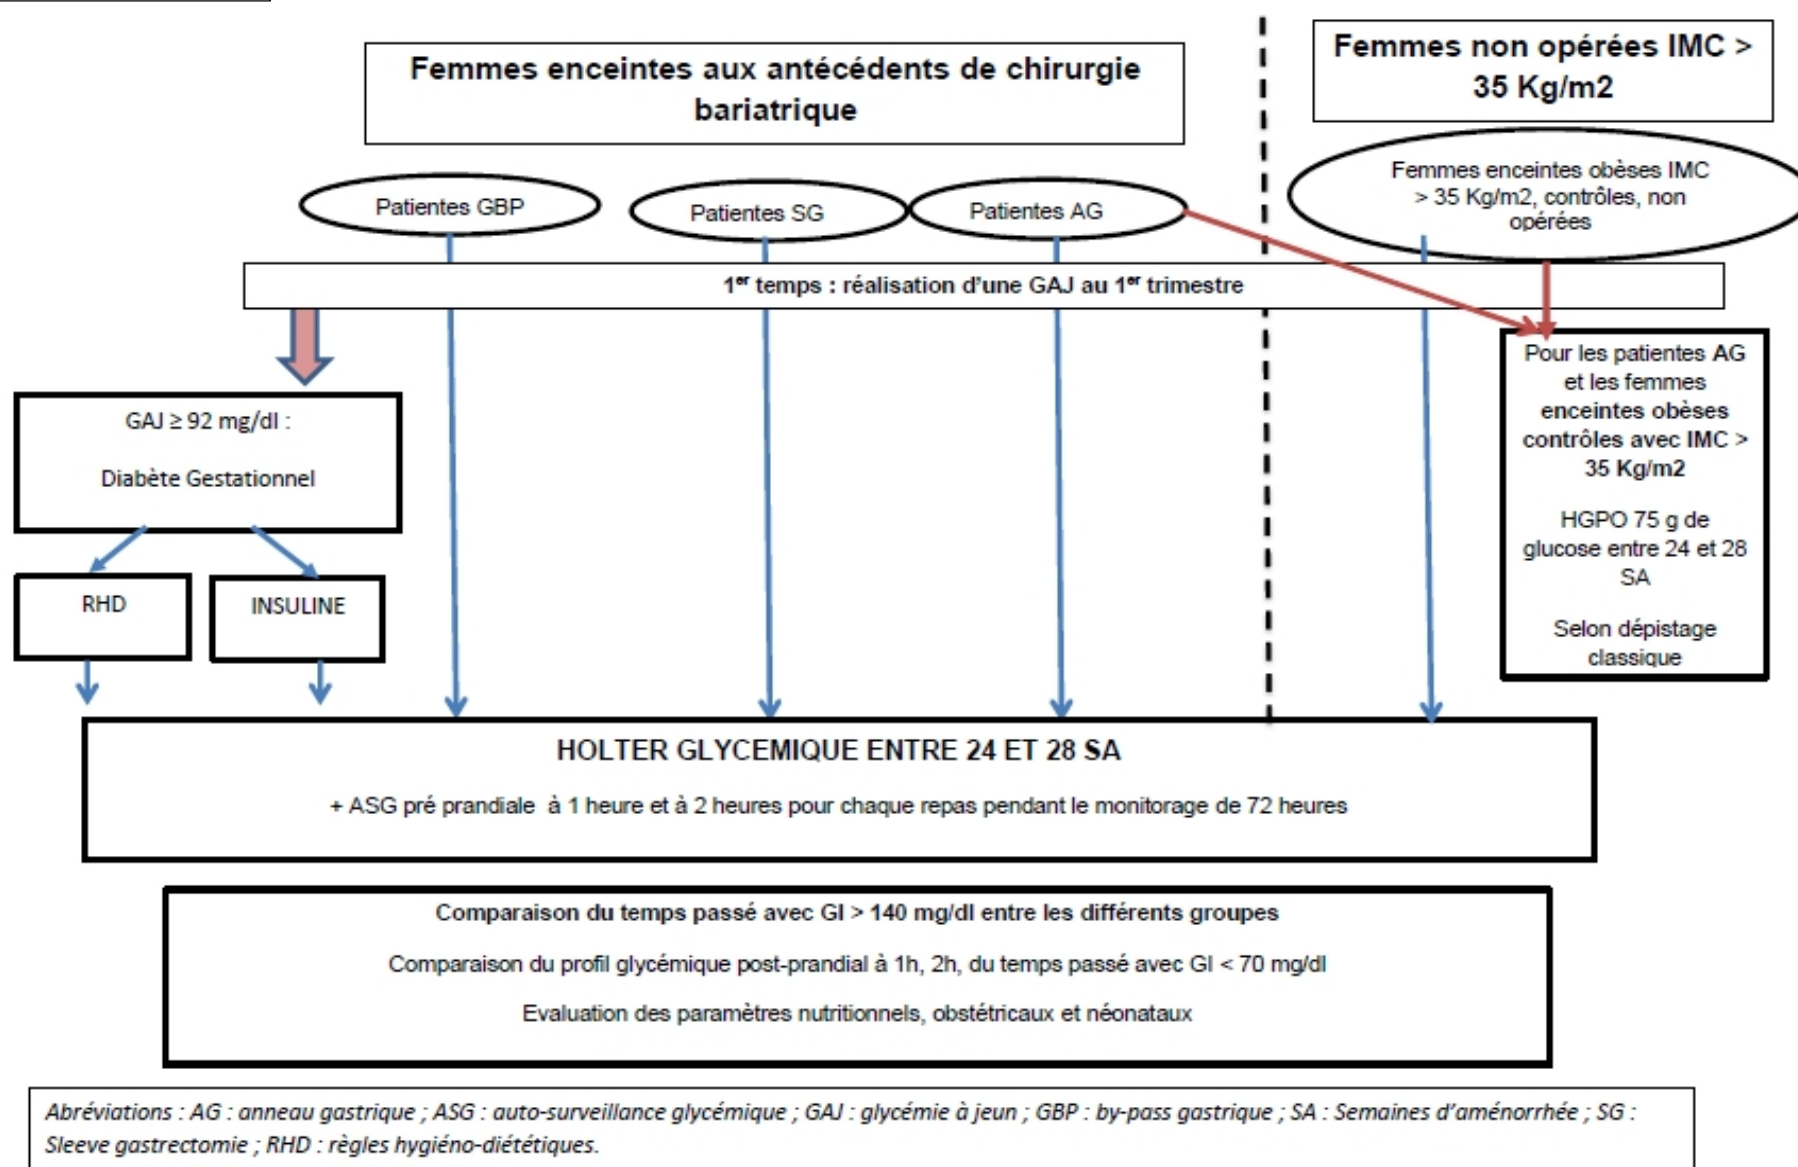 Femmes enceintes aux antécédents de chirurgie
bariatrique
Femmes non opérées IMC >
35 Kg/m2
Patientes GBP
Patientes SG
Patientes AG
Femmes enceintes obèses IMC
> 35 Kg/m2, contrôles, non
opérées
1er temps : réalisation d'une GAJ au 1er trimestre
GAJ ≥ 92 mg/dl :
Diabète Gestationnel
RHD
INSULINE
Pour les patientes AG
et les femmes
enceintes obèses
contrôles avec IMC >
35 Kg/m2
HGPO 75 g de
glucose entre 24 et 28
SA
Selon dépistage
classique
HOLTER GLYCEMIQUE ENTRE 24 ET 28 SA
+ ASG pré prandiale à 1 heure et à 2 heures pour chaque repas pendant le monitorage de 72 heures
Comparaison du temps passé avec GI > 140 mg/dl entre les différents groupes
Comparaison du profil glycémique post-prandial à 1h, 2h, du temps passé avec GI < 70 mg/dl
Evaluation des paramètres nutritionnels, obstétricaux et néonataux
Abréviations : AG : anneau gastrique ; ASG : auto-surveillance glycémique ; GAJ : glycémie à jeun ; GBP : by-pass gastrique ; SA : Semaines d'aménorrhée ; SG :
Sleeve gastrectomie ; RHD : règles hygiéno-diététiques.